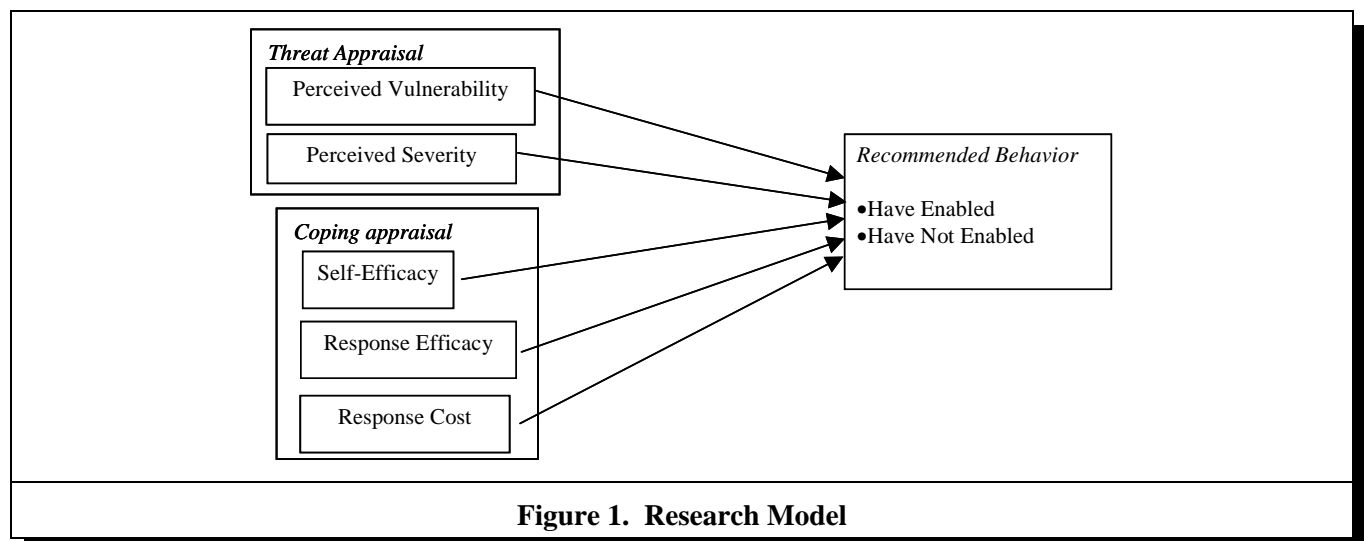 Threat Appraisal
Perceived Vulnerability
Perceived Severity
Coping appraisal
Self-Efficacy
Response Efficacy
Response Cost
Recommended Behavior
•Have Enabled
•Have Not Enabled
Figure 1. Research Model